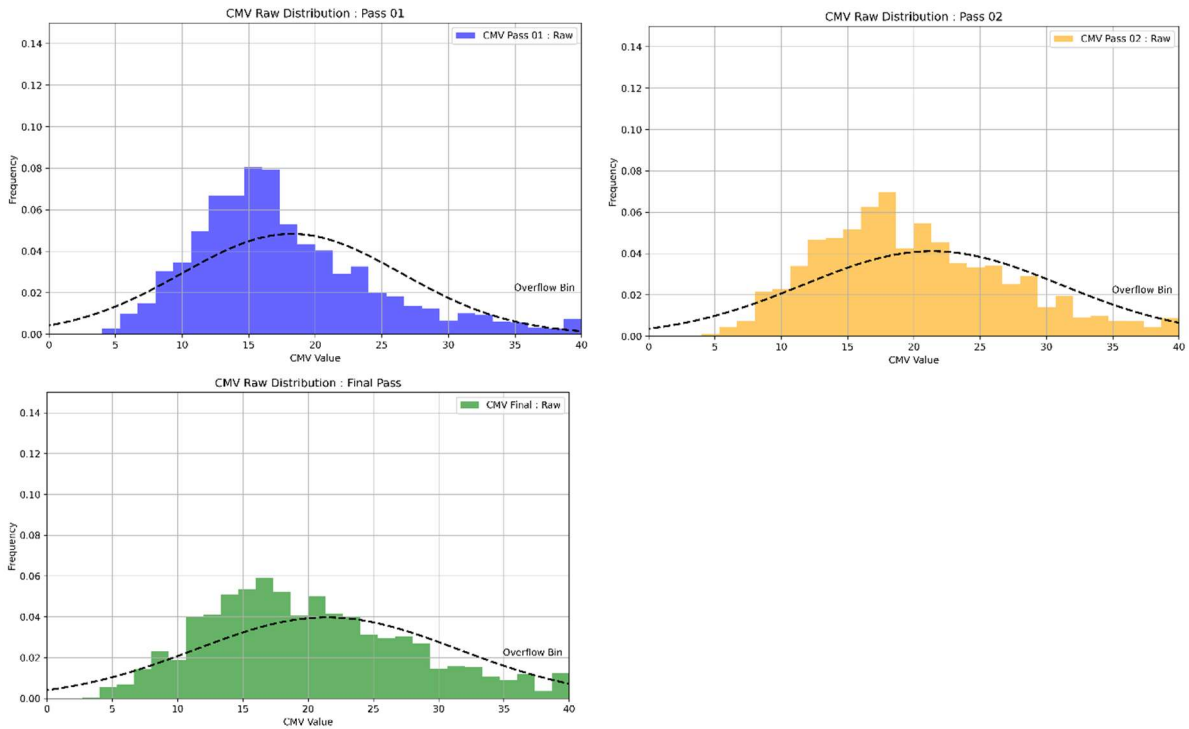 CMV Raw Distribution : Pass 01
CMV Pass 01 : Raw
0.14
0.12
0.10
0.08
0.06
0.04
0.02
0.00
Frequency
Overflow Bin
0 5 10 15 20 25 30 35 40
CMV Value
CMV Raw Distribution : Pass 02
CMV Pass 02 : Raw
0.14
0.12
0.10
0.08
0.06
0.04
0.02
0.00
Frequency
Overflow Bin
0 5 10 15 20 25 30 35 40
CMV Value
CMV Raw Distribution : Final Pass
CMV Final : Raw
0.14
0.12
0.10
0.08
0.06
0.04
0.02
0.00
Frequency
Overflow Bin
0 5 10 15 20 25 30 35 40
CMV Value